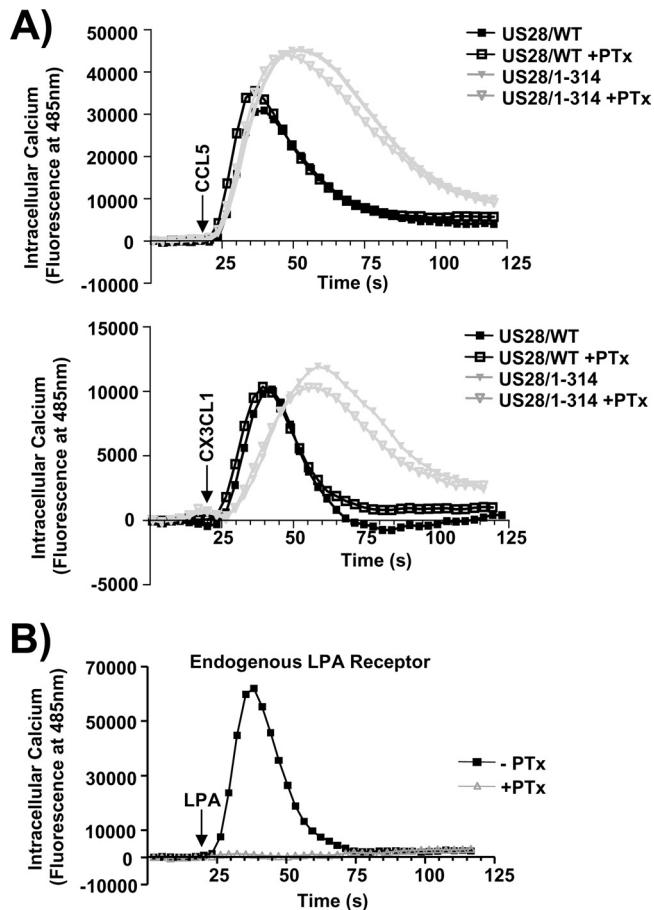 A)
Intracellular Calcium
(Fluorescence at 485nm)
50000
40000
30000
20000
10000
0
-10000
CCL5
25
50
75
100
125
Time (s)
US28/WT
US28/WT +PTx
US28/1-314
US28/1-314 +PTx
Intracellular Calcium
(Fluorescence at 485nm)
15000
10000
5000
0
-5000
CX3CL1
25
50
75
100
125
Time (s)
US28/WT
US28/WT +PTx
US28/1-314
US28/1-314 +PTx
B)
Endogenous LPA Receptor
Intracellular Calcium
(Fluorescence at 485nm)
70000
50000
30000
10000
0
-10000
LPA
25
50
75
100
125
Time (s)
- PTx
+PTx